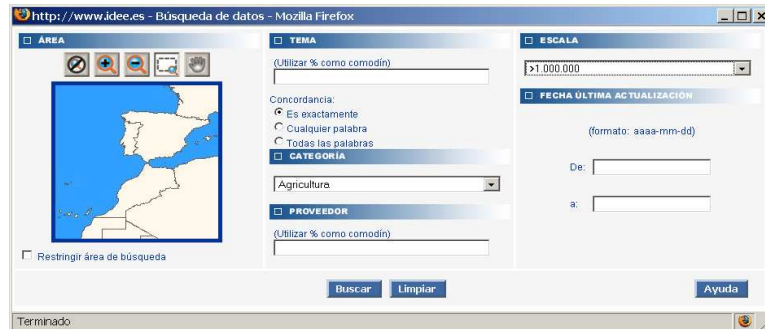 http://www.idee.es - Búsqueda de datos - Mozilla Firefox
ÁREA
Restringir área de búsqueda
TEMA
(Utilizar % como comodín)
Concordancia:
Es exactamente
Cualquier palabra
Todas las palabras
CATEGORÍA
Agricultura
PROVEEDOR
(Utilizar % como comodín)
ESCALA
>1.000.000
FECHA ÚLTIMA ACTUALIZACIÓN
(formato: aaaa-mm-dd)
De:
a:
Buscar Limpiar Ayuda
Terminado